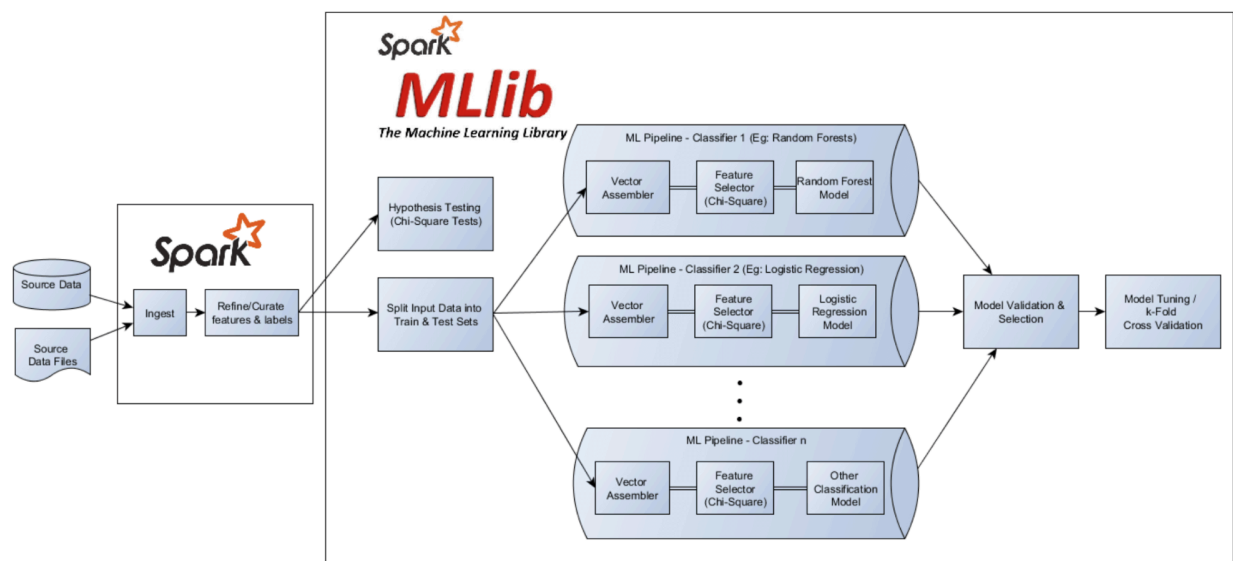 Spark
MLlib
The Machine Learning Library
Spark
Source Data
Source
Data Files
Ingest
Refine/Curate
features & labels
Hypothesis Testing
(Chi-Square Tests)
Split Input Data into
Train & Test Sets
ML Pipeline - Classifier 1 (Eg: Random Forests)
Vector
Assembler
Feature
Selector
(Chi-Square)
Random Forest
Model
ML Pipeline - Classifier 2 (Eg: Logistic Regression)
Vector
Assembler
Feature
Selector
(Chi-Square)
Logistic
Regression
Model
ML Pipeline - Classifier n
Vector
Assembler
Feature
Selector
(Chi-Square)
Other
Classification
Model
Model Validation &
Selection
Model Tuning /
k-Fold
Cross Validation